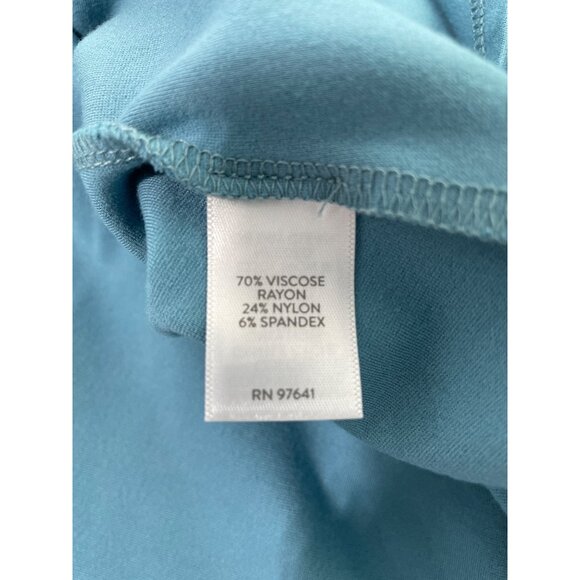 70% VISCOSE
RAYON
24% NYLON
6% SPANDEX
RN 97641